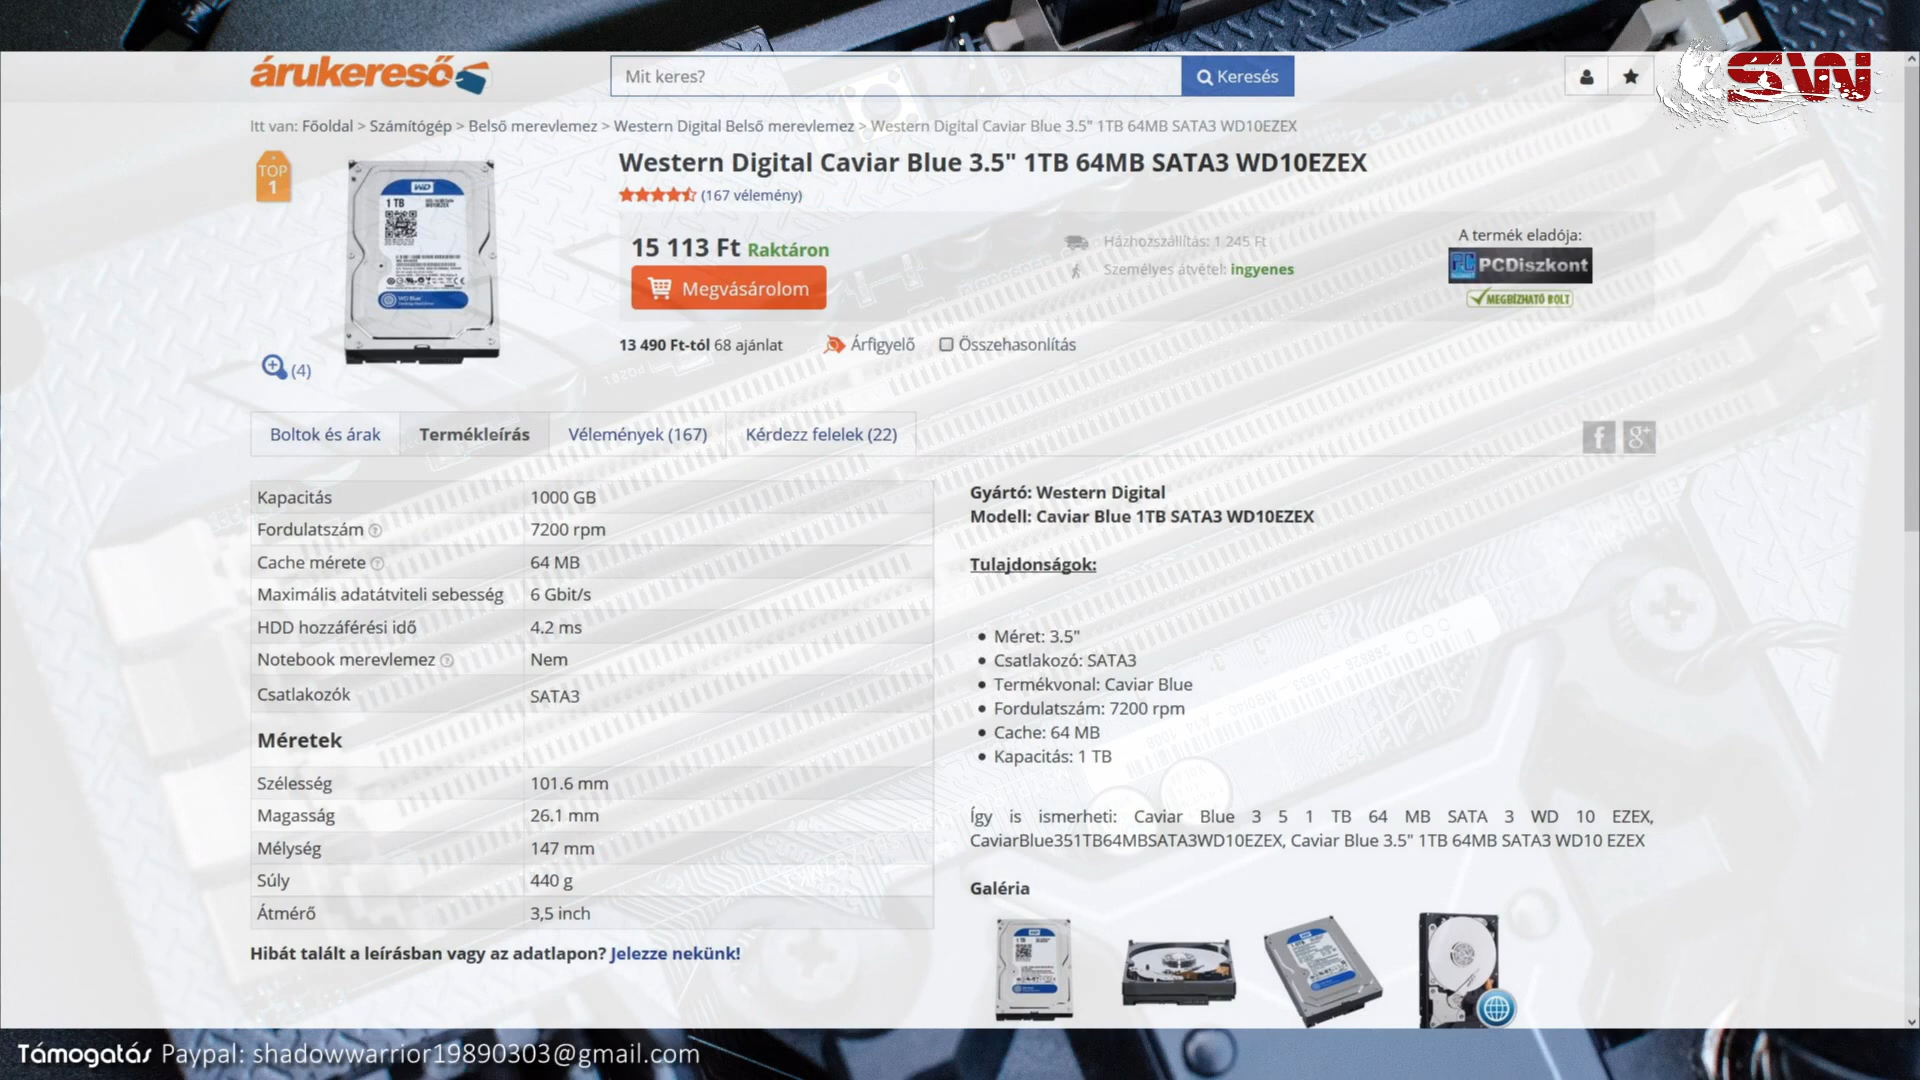 árukereső
Mit keres?
Keresés
SW
Itt van: Főoldal > Számítógép > Belső merevlemez > Western Digital Belső merevlemez > Western Digital Caviar Blue 3.5" 1TB 64MB SATA3 WD10EZEX
TOP
1
WD
1 TB
WD Blue
(4)
Western Digital Caviar Blue 3.5" 1TB 64MB SATA3 WD10EZEX
(167 vélemény)
15 113 Ft Raktáron
Megvásárolom
Házhozszállítás: 1 245 Ft
Személyes átvétel: ingyenes
A termék eladója:
PCDiszkont
MEGBÍZHATÓ BOLT
13 490 Ft-tól 68 ajánlat
Árfigyelő
Összehasonlítás
Boltok és árak
Termékleírás
Vélemények (167)
Kérdezz felelek (22)
Kapacitás 1000 GB
Fordulatszám 7200 rpm
Cache mérete 64 MB
Maximális adatátviteli sebesség 6 Gbit/s
HDD hozzáférési idő 4.2 ms
Notebook merevlemez Nem
Csatlakozók SATA3
Méretek
Szélesség 101.6 mm
Magasság 26.1 mm
Mélység 147 mm
Súly 440 g
Átmérő 3,5 inch
Hibát talált a leírásban vagy az adatlapon? Jelezze nekünk!
Gyártó: Western Digital
Modell: Caviar Blue 1TB SATA3 WD10EZEX
Tulajdonságok:
• Méret: 3.5"
• Csatlakozó: SATA3
• Termékvonal: Caviar Blue
• Fordulatszám: 7200 rpm
• Cache: 64 MB
• Kapacitás: 1 TB
Így is ismerheti: Caviar Blue 3 5 1 TB 64 MB SATA 3 WD 10 EZEX,
CaviarBlue351TB64MBSATA3WD10EZEX, Caviar Blue 3.5" 1TB 64MB SATA3 WD10 EZEX
Galéria
Támogatás Paypal: shadowwarrior19890303@gmail.com